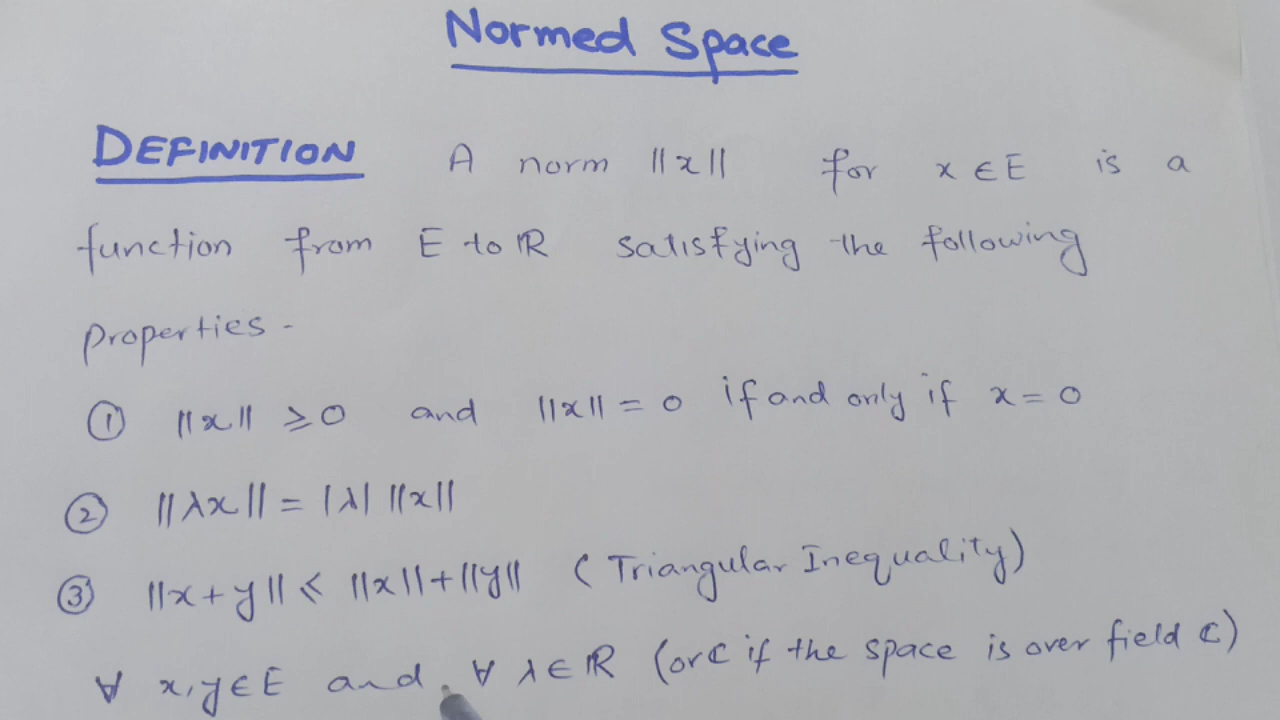 Normed Space
DEFINITION A norm ||x|| for x ∈ E is a
function from E to ℝ satisfying the following
properties -
① ||x|| ⩾ 0 and ||x|| = 0 if and only if x = 0
② ||λx|| = |λ| ||x||
③ ||x+y|| ⩽ ||x||+||y|| (Triangular Inequality)
∀ x,y ∈ E and ∀ λ ∈ ℝ (or ℂ if the space is over field ℂ)